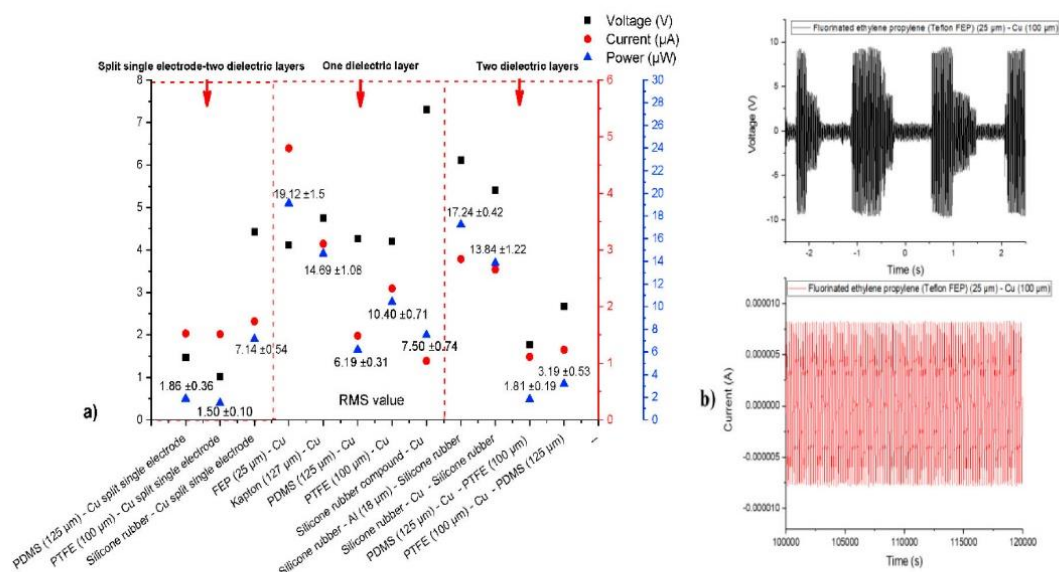 Voltage (V)
Current (µA)
Power (µW)
Split single electrode-two dielectric layers
One dielectric layer
Two dielectric layers
8
7
6
5
4
3
2
1
0
6
5
4
3
2
1
0
30
28
26
24
22
20
18
16
14
12
10
8
6
4
2
0
19.12 ±1.5
17.24 ±0.42
14.69 ±1.08
13.84 ±1.22
10.40 ±0.71
7.14 ±0.54
6.19 ±0.31
7.50 ±0.74
1.86 ±0.36
1.50 ±0.10
1.81 ±0.19
3.19 ±0.53
RMS value
a)
PDMS (125 µm) - Cu split single electrode
PTFE (100 µm) - Cu split single electrode
Silicone rubber - Cu split single electrode
FEP (25 µm) - Cu
Kapton (127 µm) - Cu
PDMS (125 µm) - Cu
PTFE (100 µm) - Cu
Silicone rubber compound - Cu
Silicone rubber - Al (18 µm) - Silicone rubber
Silicone rubber - Cu - Silicone rubber
PDMS (125 µm) - Cu - PTFE (100 µm)
PTFE (100 µm) - Cu - PDMS (125 µm)
--
b)
Fluorinated ethylene propylene (Teflon FEP) (25 µm) - Cu (100 µm)
Voltage (V)
10
5
0
-5
-10
-2
-1
0
1
2
Time (s)
Fluorinated ethylene propylene (Teflon FEP) (25 µm) - Cu (100 µm)
Current (A)
0.000010
0.000005
0.000000
-0.000005
-0.000010
100000
105000
110000
115000
120000
Time (s)